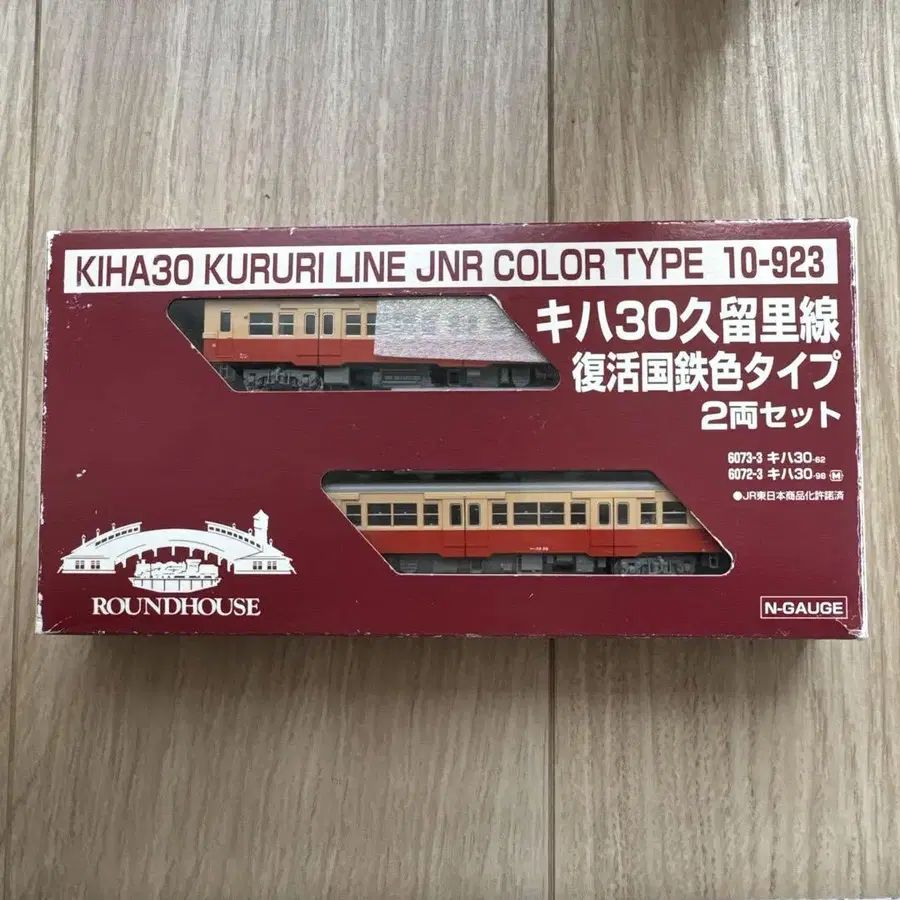 KIHA30 KURURI LINE JNR COLOR TYPE 10-923
キハ30久留里線
復活国鉄色タイプ
2両セット
6073-3 キハ30-62
6072-3 キハ30-98 M
●JR東日本商品化許諾済
ROUNDHOUSE
N-GAUGE